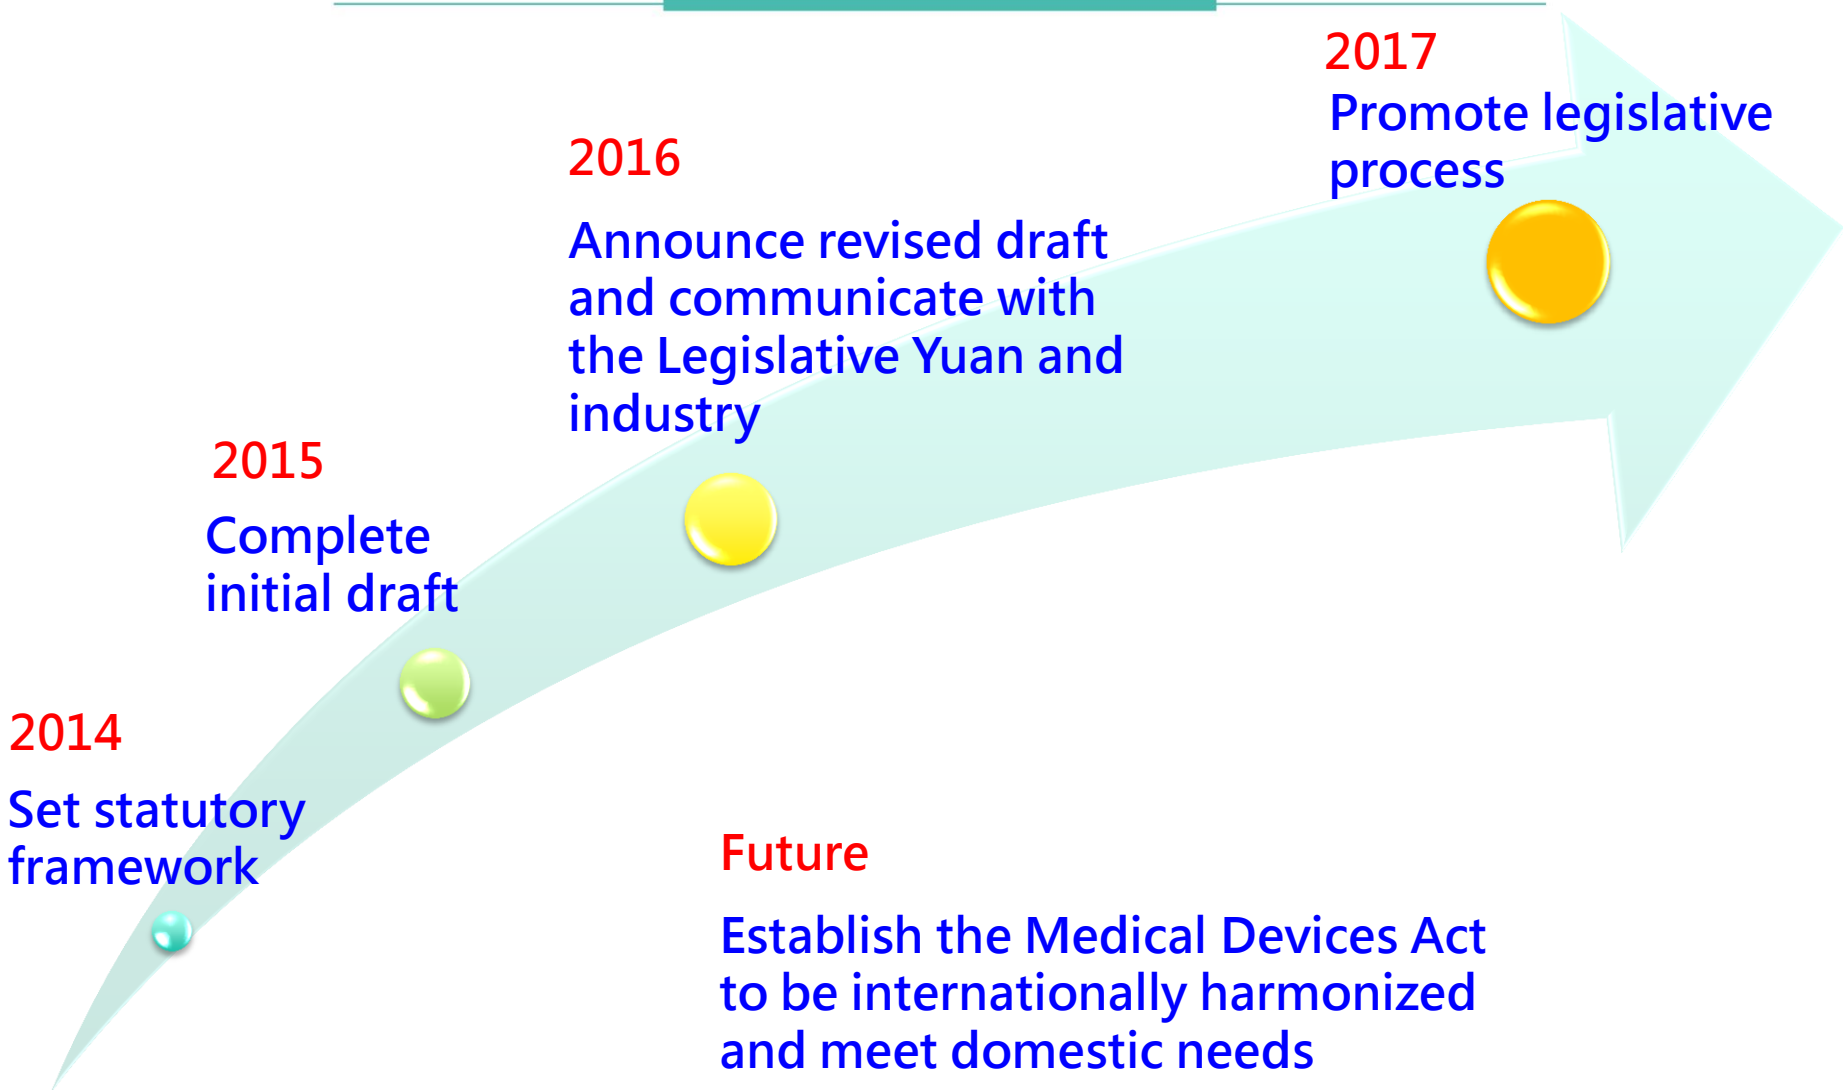 2014
Set statutory
framework
2015
Complete
initial draft
2016
Announce revised draft
and communicate with
the Legislative Yuan and
industry
2017
Promote legislative
process
Future
Establish the Medical Devices Act
to be internationally harmonized
and meet domestic needs